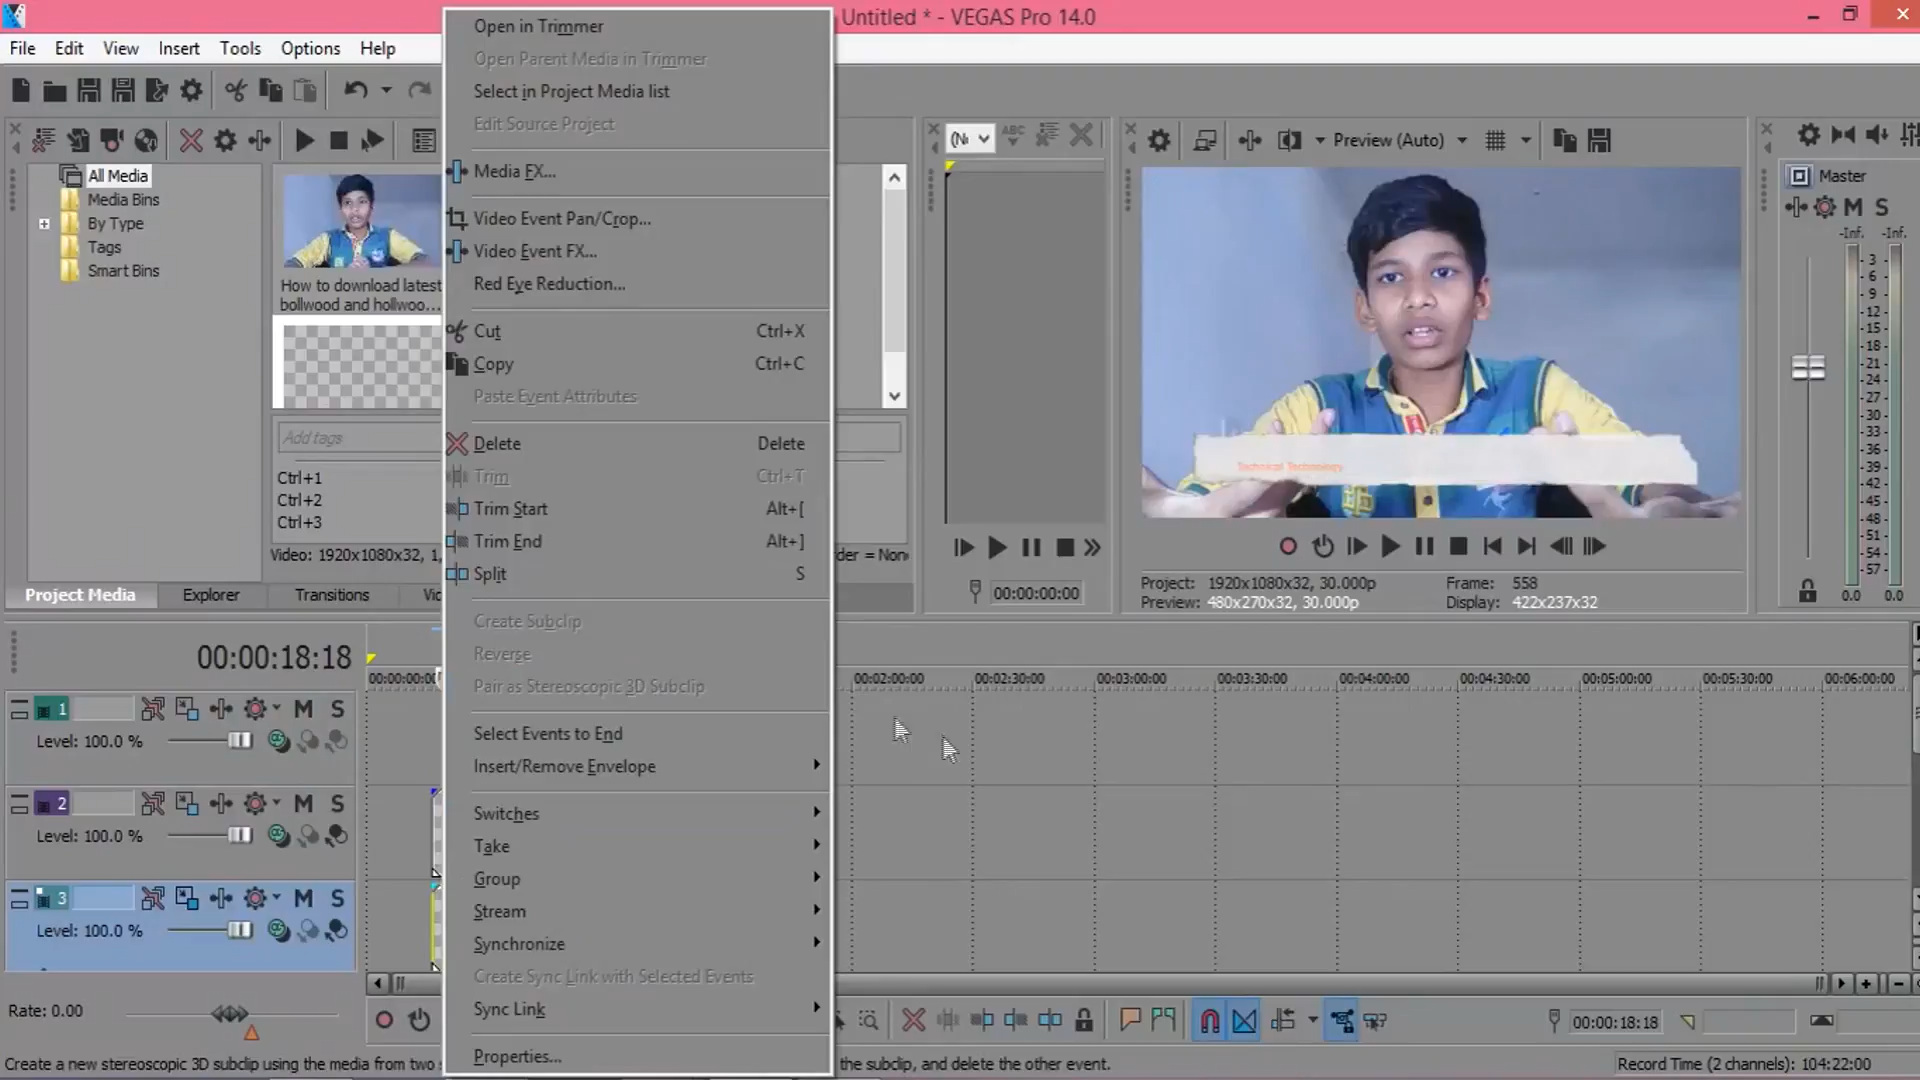 Untitled * - VEGAS Pro 14.0
File Edit View Insert Tools Options Help
Open in Trimmer
Open Parent Media in Trimmer
Select in Project Media list
Edit Source Project
Media FX...
Video Event Pan/Crop...
Video Event FX...
Red Eye Reduction...
Cut Ctrl+X
Copy Ctrl+C
Paste Event Attributes
Delete Delete
Trim Ctrl+T
Trim Start Alt+[
Trim End Alt+]
Split S
Create Subclip
Reverse
Pair as Stereoscopic 3D Subclip
Select Events to End
Insert/Remove Envelope
Switches
Take
Group
Stream
Synchronize
Create Sync Link with Selected Events
Sync Link
Properties...
All Media
Media Bins
By Type
Tags
Smart Bins
How to download latest
bollwood and hollwoo...
Add tags
Ctrl+1
Ctrl+2
Ctrl+3
Video: 1920x1080x32, 1,
der = Non
Project Media Explorer Transitions
00:00:00:00
Preview (Auto)
Technical Technology
Project: 1920x1080x32, 30.000p Frame: 558
Preview: 480x270x32, 30.000p Display: 422x237x32
Master
M S
-Inf. -Inf.
3
6
9
12
15
18
21
24
27
30
33
36
39
42
45
48
51
54
57
0.0 0.0
00:00:18:18
00:00:00:00 00:02:00:00 00:02:30:00 00:03:00:00 00:03:30:00 00:04:00:00 00:04:30:00 00:05:00:00 00:05:30:00 00:06:00:00
1 M S
Level: 100.0 %
2 M S
Level: 100.0 %
3 M S
Level: 100.0 %
Rate: 0.00
00:00:18:18
Create a new stereoscopic 3D subclip using the media from two
the subclip, and delete the other event.
Record Time (2 channels): 104:22:00